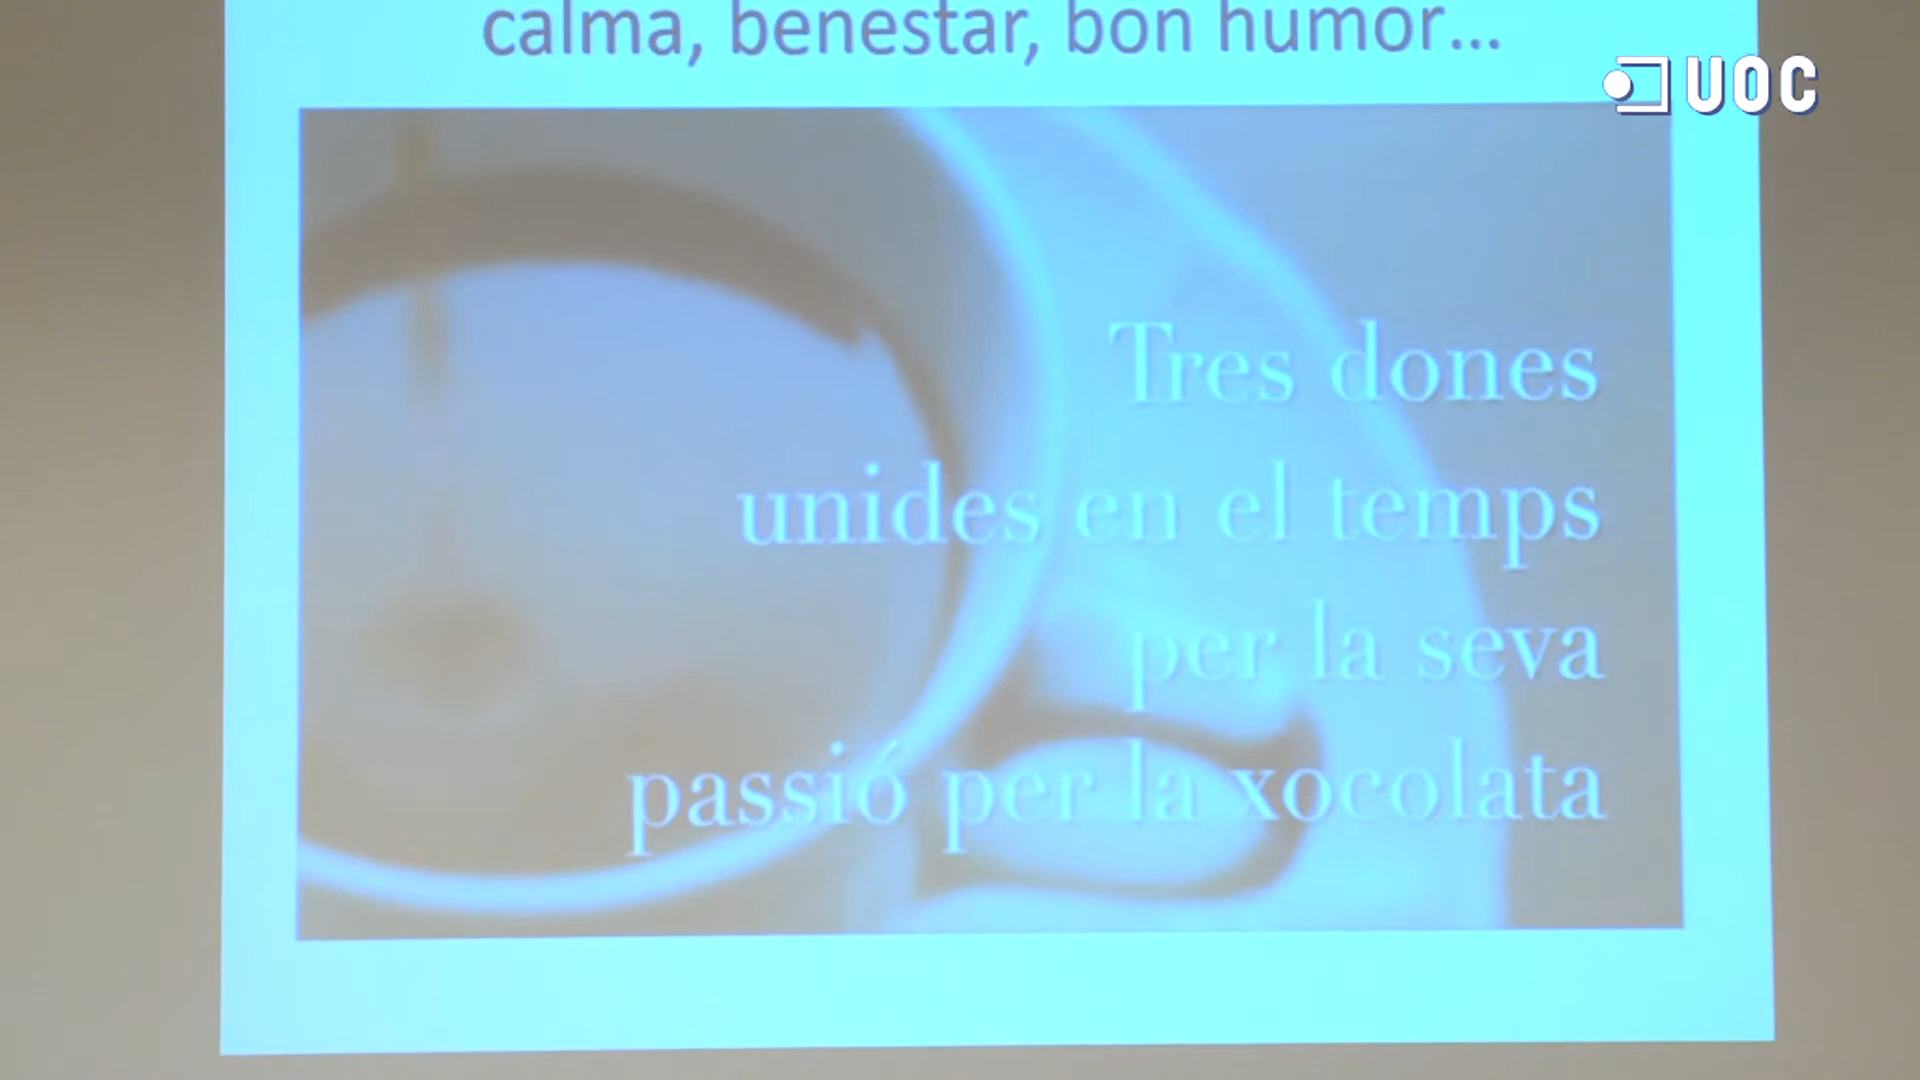 calma, benestar, bon humor...
UOC
Tres dones
unides en el temps
per la seva
passió per la xocolata